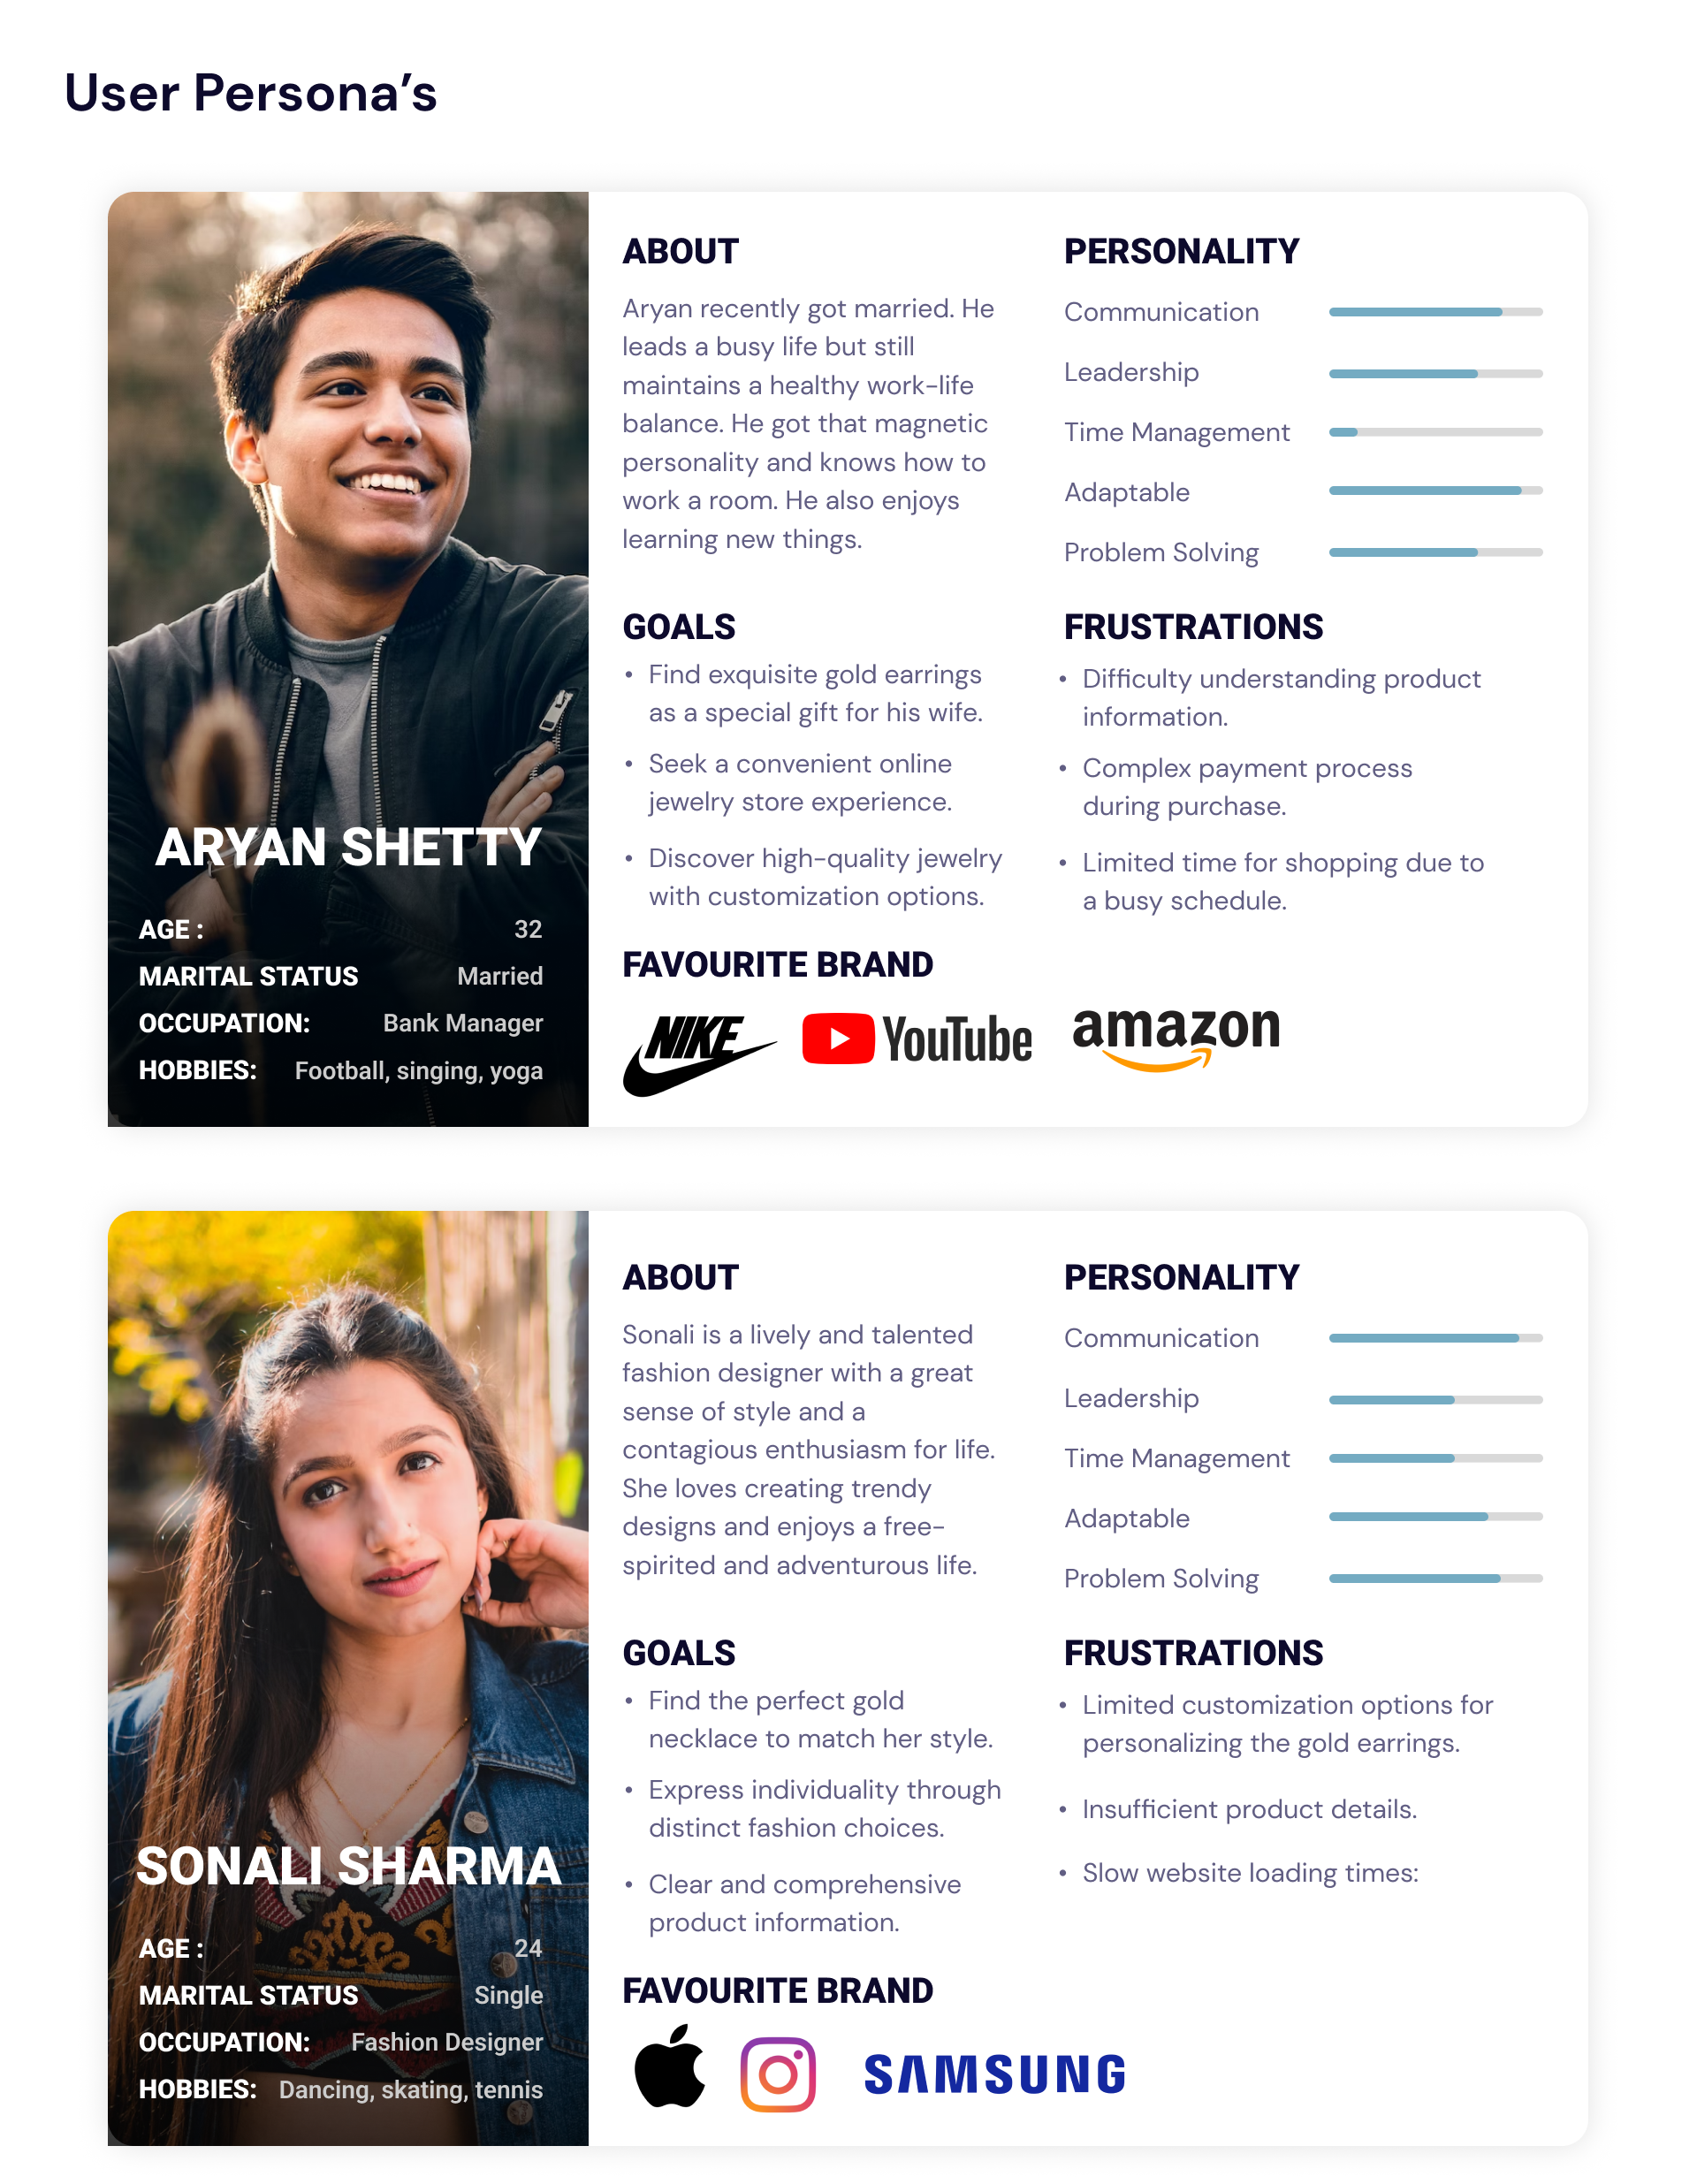 User Persona’s
ARYAN SHETTY
AGE : 32
MARITAL STATUS Married
OCCUPATION: Bank Manager
HOBBIES: Football, singing, yoga
ABOUT
Aryan recently got married. He
leads a busy life but still
maintains a healthy work-life
balance. He got that magnetic
personality and knows how to
work a room. He also enjoys
learning new things.
PERSONALITY
Communication
Leadership
Time Management
Adaptable
Problem Solving
GOALS
• Find exquisite gold earrings
as a special gift for his wife.
• Seek a convenient online
jewelry store experience.
• Discover high-quality jewelry
with customization options.
FRUSTRATIONS
• Difficulty understanding product
information.
• Complex payment process
during purchase.
• Limited time for shopping due to
a busy schedule.
FAVOURITE BRAND
NIKE YouTube amazon
SONALI SHARMA
AGE : 24
MARITAL STATUS Single
OCCUPATION: Fashion Designer
HOBBIES: Dancing, skating, tennis
ABOUT
Sonali is a lively and talented
fashion designer with a great
sense of style and a
contagious enthusiasm for life.
She loves creating trendy
designs and enjoys a free-
spirited and adventurous life.
PERSONALITY
Communication
Leadership
Time Management
Adaptable
Problem Solving
GOALS
• Find the perfect gold
necklace to match her style.
• Express individuality through
distinct fashion choices.
• Clear and comprehensive
product information.
FRUSTRATIONS
• Limited customization options for
personalizing the gold earrings.
• Insufficient product details.
• Slow website loading times:
FAVOURITE BRAND
SAMSUNG